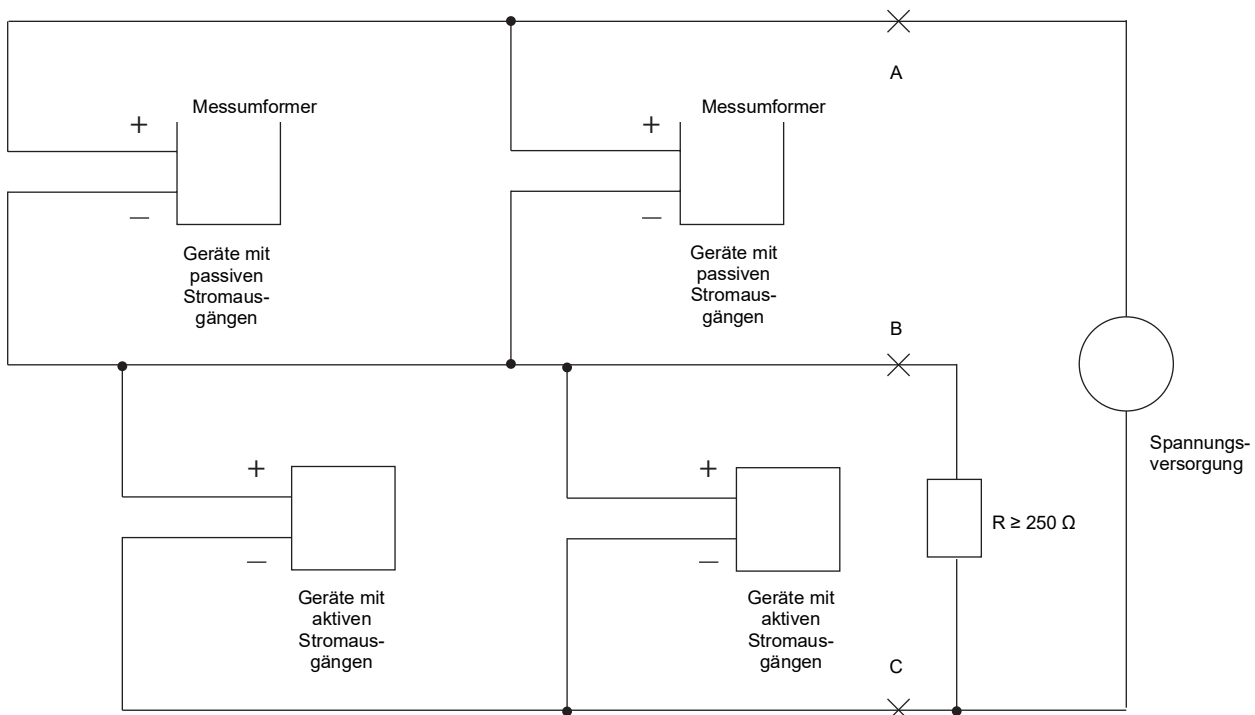 A
Messumformer
Messumformer
+
+
—
—
Geräte mit
passiven
Stromaus-
gängen
Geräte mit
passiven
Stromaus-
gängen
B
Spannungs-
versorgung
+
+
R ≥ 250 Ω
—
—
Geräte mit
aktiven
Stromaus-
gängen
Geräte mit
aktiven
Stromaus-
gängen
C